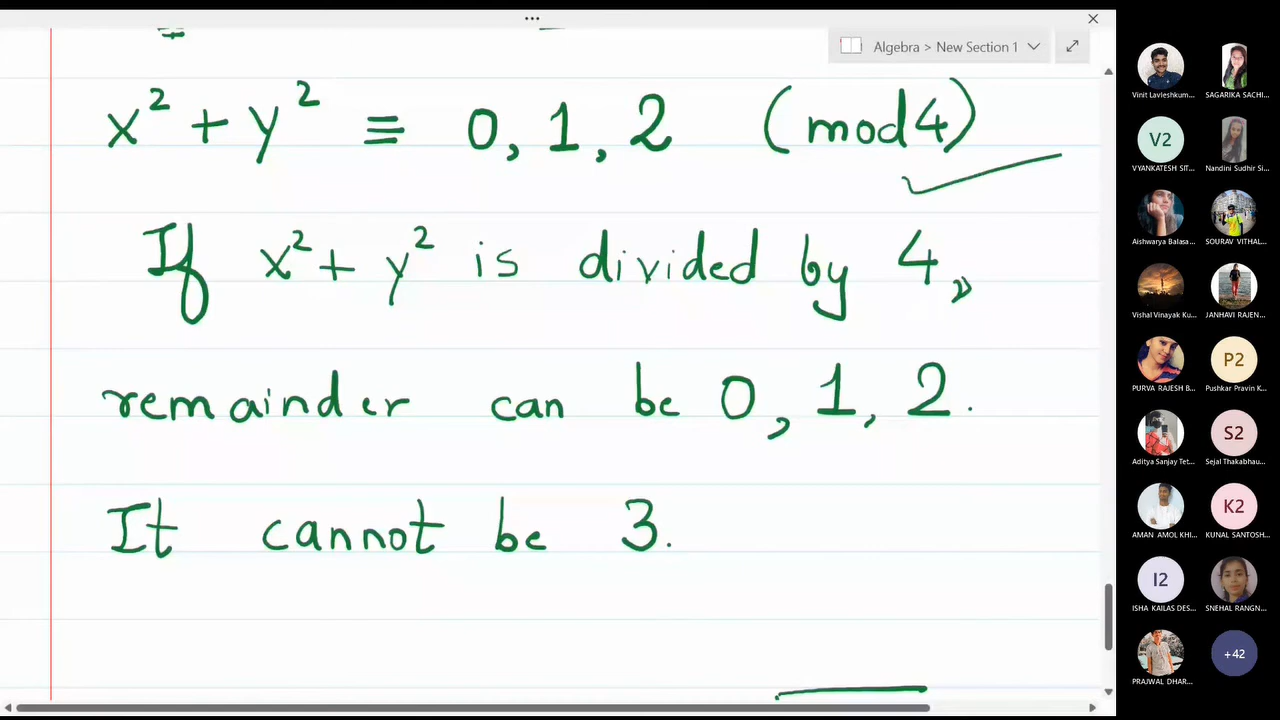 Algebra > New Section 1
x² + y² ≡ 0, 1, 2 (mod 4)
If x² + y² is divided by 4,
remainder can be 0, 1, 2.
It cannot be 3.
Vinit Lavleshkum...
SAGARIKA SACHI...
V2
VYANKATESH SIT...
Nandini Sudhir Si...
Aishwarya Balasa...
SOURAV VITHAL...
Vishal Vinayak Ku...
JANHAVI RAJEN...
PURVA RAJESH B...
P2
Pushkar Pravin K...
Aditya Sanjay Tet...
S2
Sejal Thakabhau...
AMAN AMOL KHI...
K2
KUNAL SANTOSH...
I2
ISHA KAILAS DES...
SNEHAL RANGN...
PRAJWAL DHAR...
+42